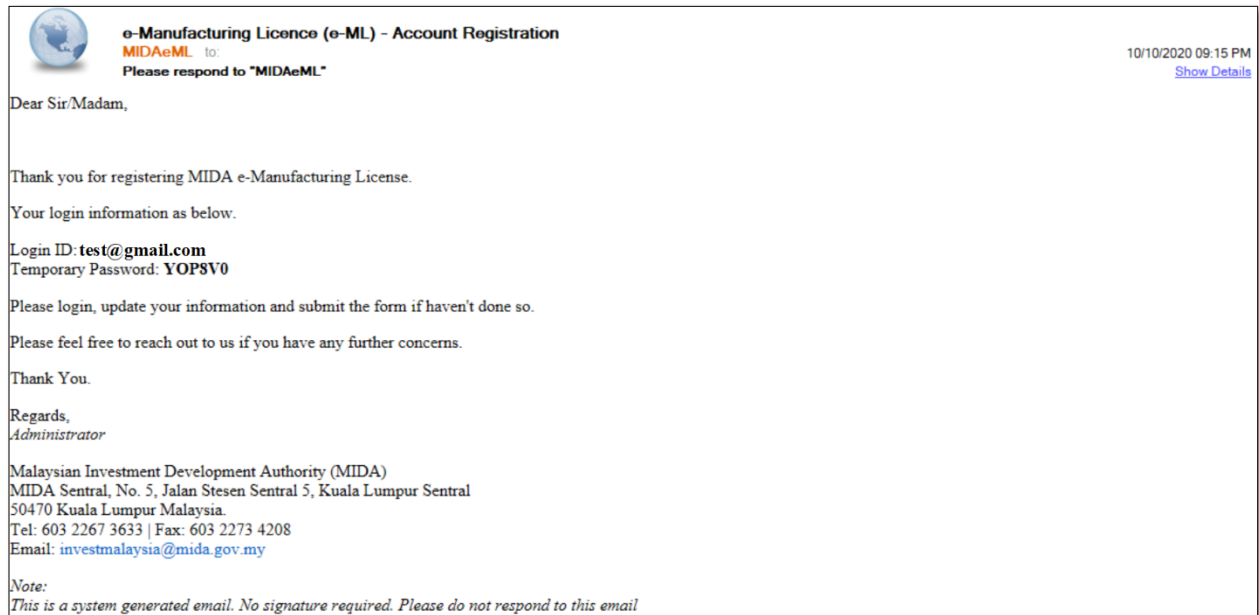 e-Manufacturing Licence (e-ML) - Account Registration
MIDAeML to:
10/10/2020 09:15 PM
Please respond to "MIDAeML"
Show Details
Dear Sir/Madam,
Thank you for registering MIDA e-Manufacturing License.
Your login information as below.
Login ID: test@gmail.com
Temporary Password: YOP8V0
Please login, update your information and submit the form if haven't done so.
Please feel free to reach out to us if you have any further concerns.
Thank You.
Regards,
Administrator
Malaysian Investment Development Authority (MIDA)
MIDA Sentral, No. 5, Jalan Stesen Sentral 5, Kuala Lumpur Sentral
50470 Kuala Lumpur Malaysia.
Tel: 603 2267 3633 | Fax: 603 2273 4208
Email: investmalaysia@mida.gov.my
Note:
This is a system generated email. No signature required. Please do not respond to this email